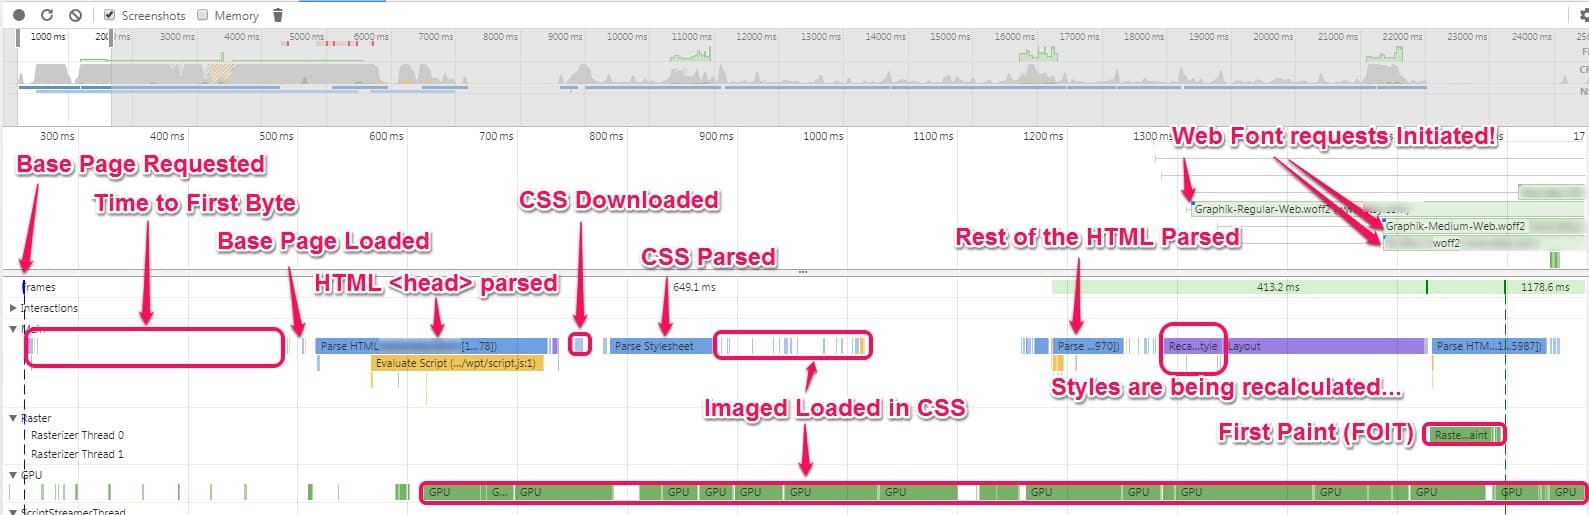 Screenshots Memory
1000 ms 3000 ms 4000 ms 5000 ms 6000 ms 7000 ms 8000 ms 9000 ms 10000 ms 11000 ms 12000 ms 13000 ms 14000 ms 15000 ms 16000 ms 17000 ms 18000 ms 19000 ms 20000 ms 21000 ms 22000 ms 23000 ms 24000 ms
300 ms 400 ms 500 ms 600 ms 700 ms 800 ms 900 ms 1000 ms 1100 ms 1200 ms 1300 ms 17
Web Font requests Initiated!
Base Page Requested
Time to First Byte
CSS Downloaded
Graphik-Regular-Web.woff2
Graphik-Medium-Web.woff2
Base Page Loaded
Rest of the HTML Parsed
woff2
CSS Parsed
HTML <head> parsed
Frames 649.1 ms 413.2 ms 1178.6 ms
Interactions
Main
Parse HTML [1...78]) Parse Stylesheet Parse ...970]) Reca...tyle Layout Parse HTM...1...5987])
Evaluate Script (.../wpt/script.js:1)
Styles are being recalculated...
Imaged Loaded in CSS
Raster
First Paint (FOIT)
Rasterizer Thread 0 Raste...aint
Rasterizer Thread 1
GPU
GPU G... GPU GPU GPU GPU GPU GPU GPU GPU GPU GPU GPU GPU GPU GPU
ScriptStreamerThread